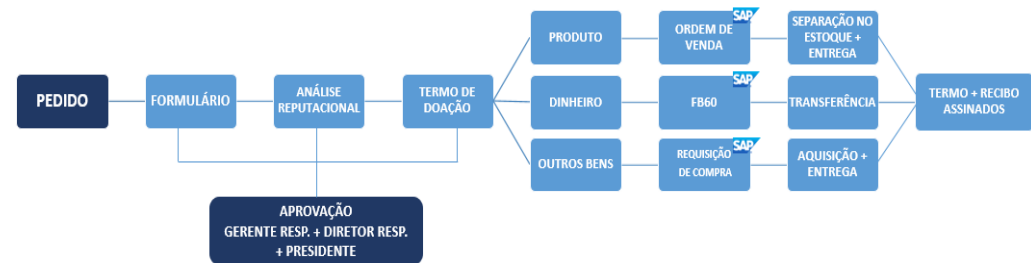 PEDIDO
FORMULÁRIO
ANÁLISE
REPUTACIONAL
TERMO DE
DOAÇÃO
PRODUTO
SAP
ORDEM DE
VENDA
SEPARAÇÃO NO
ESTOQUE +
ENTREGA
DINHEIRO
SAP
FB60
TRANSFERÊNCIA
OUTROS BENS
SAP
REQUISIÇÃO
DE COMPRA
AQUISIÇÃO +
ENTREGA
TERMO + RECIBO
ASSINADOS
APROVAÇÃO
GERENTE RESP. + DIRETOR RESP.
+ PRESIDENTE